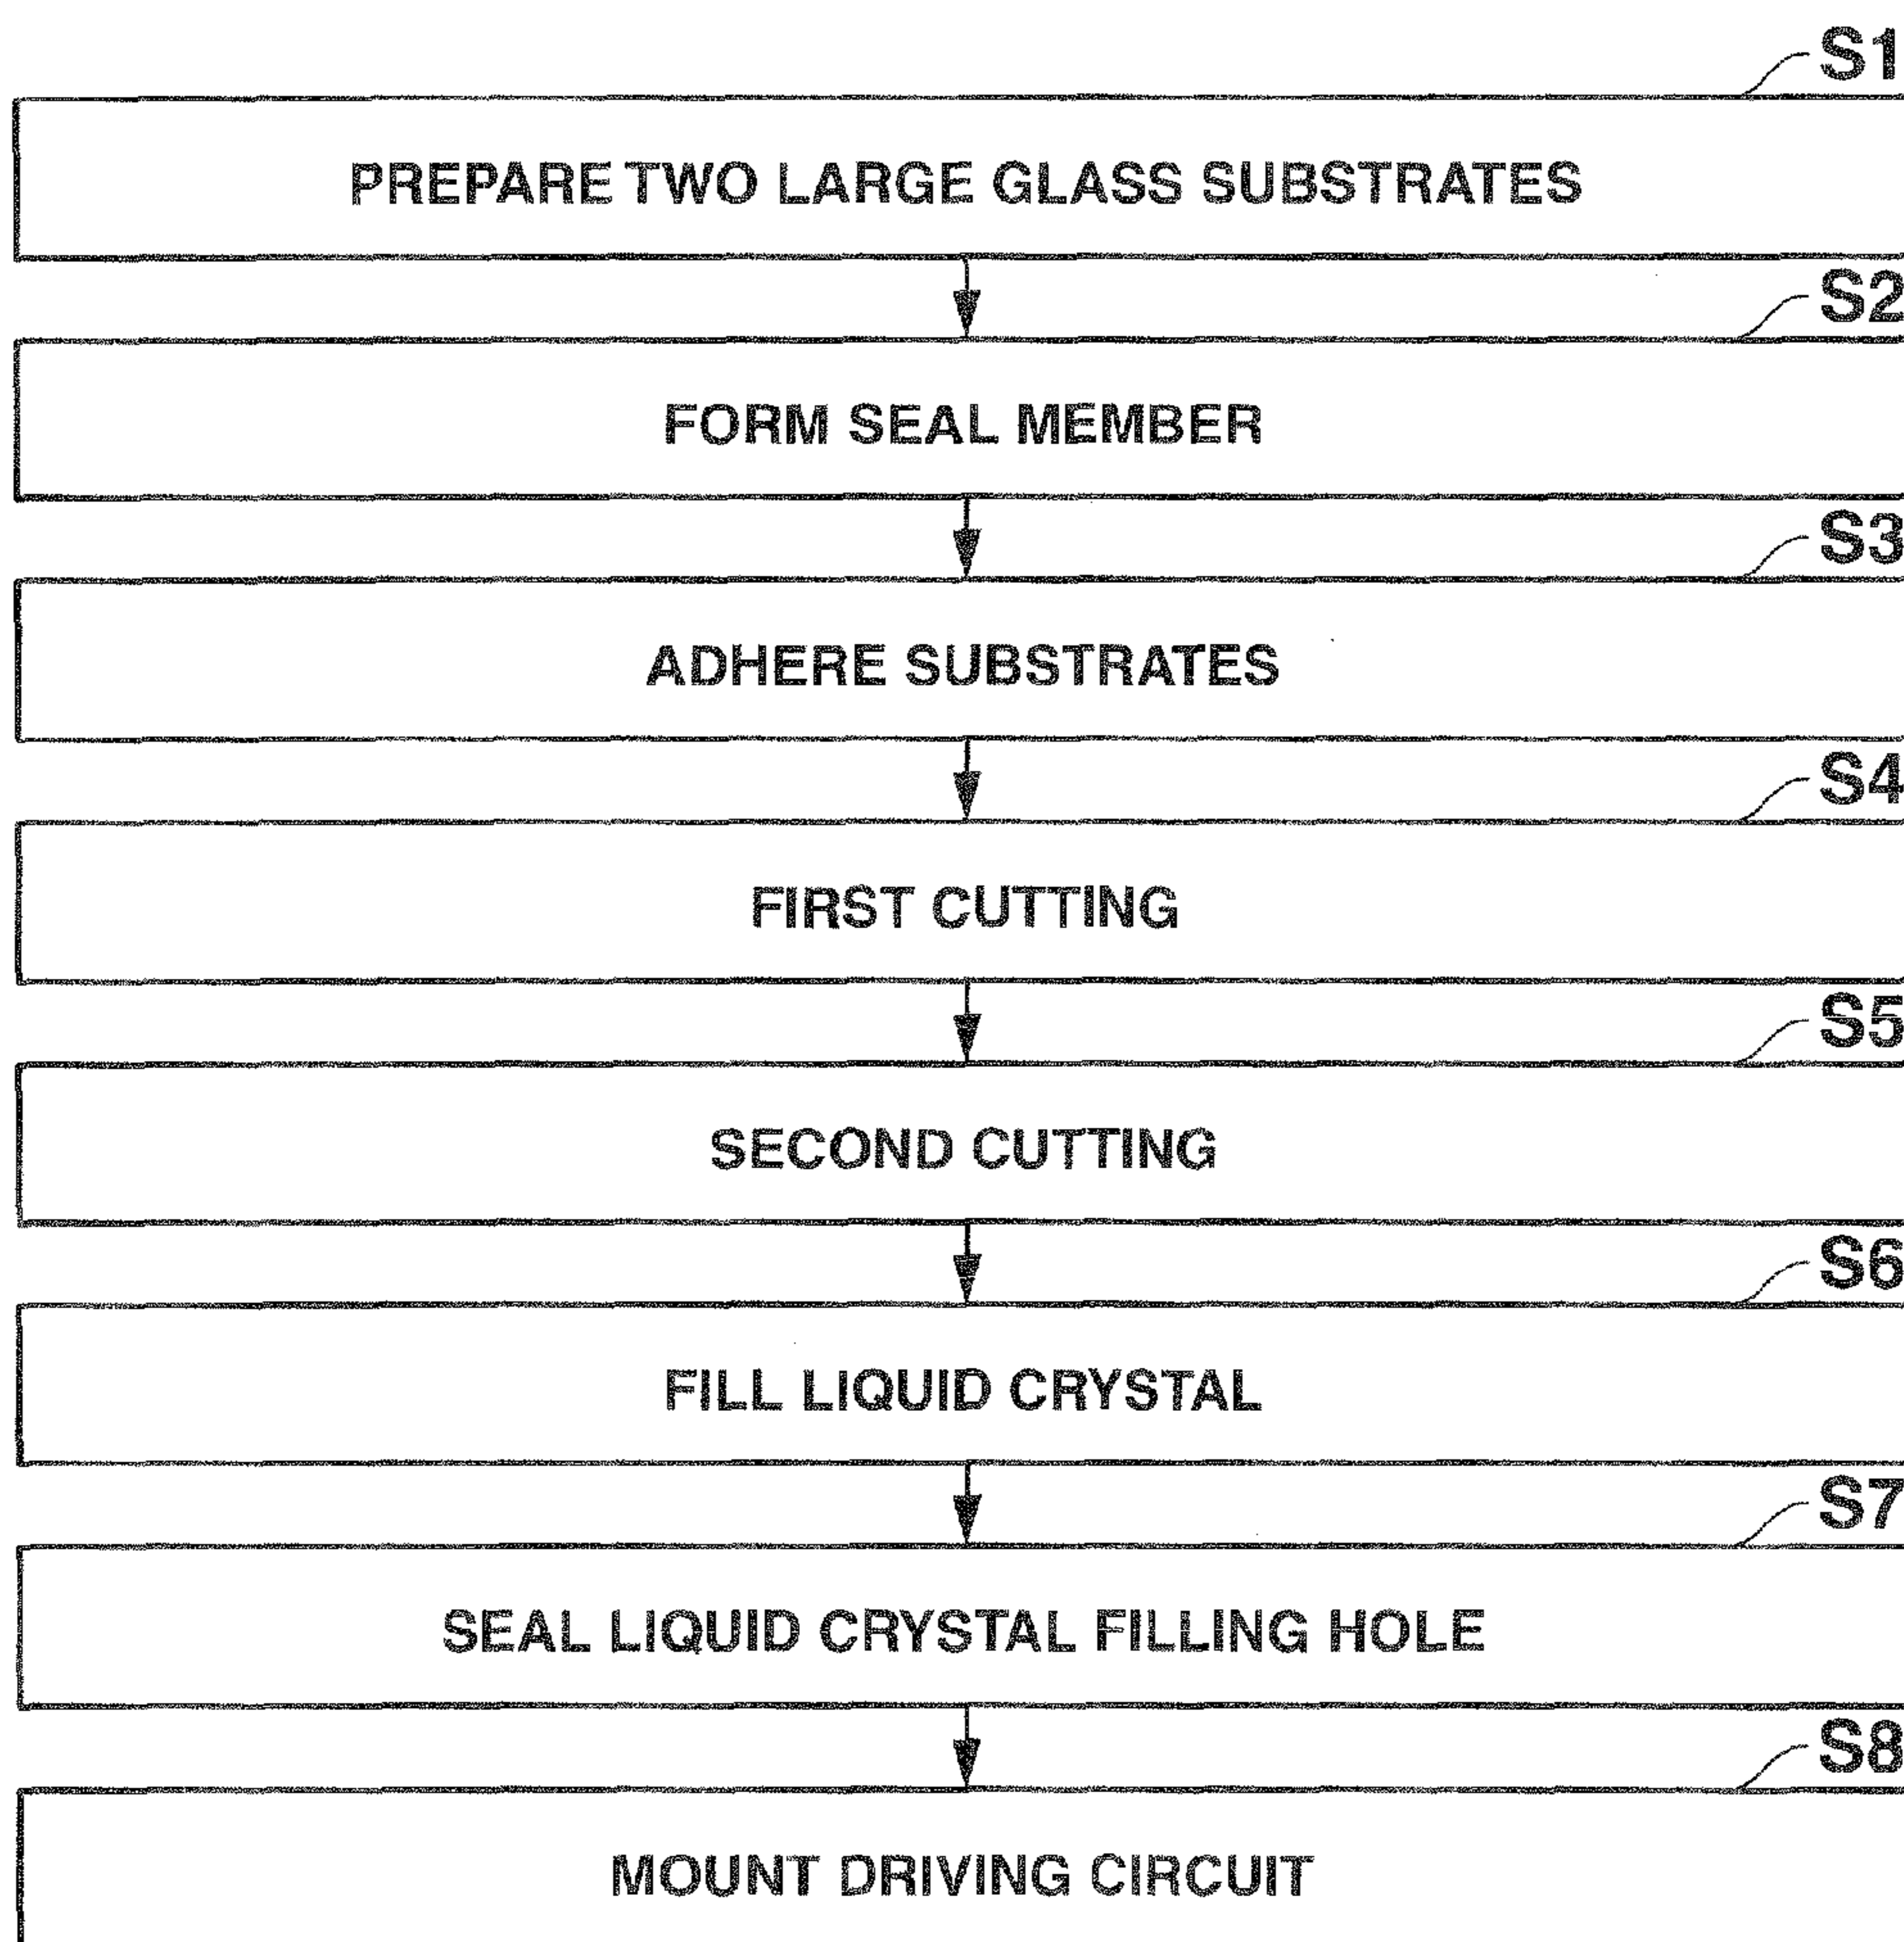 S1
PREPARE TWO LARGE GLASS SUBSTRATES
S2
FORM SEAL MEMBER
S3
ADHERE SUBSTRATES
S4
FIRST CUTTING
S5
SECOND CUTTING
S6
FILL LIQUID CRYSTAL
S7
SEAL LIQUID CRYSTAL FILLING HOLE
S8
MOUNT DRIVING CIRCUIT